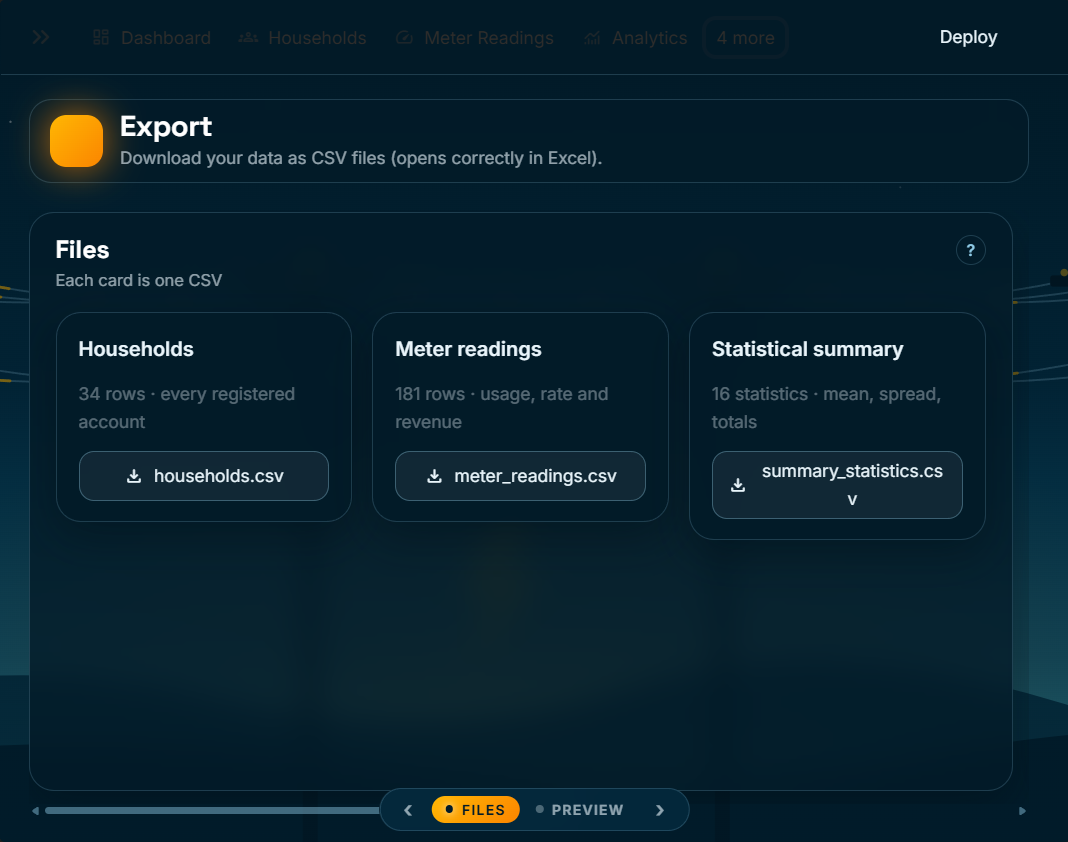 Dashboard Households Meter Readings Analytics 4 more Deploy
Export
Download your data as CSV files (opens correctly in Excel).
Files
?
Each card is one CSV
Households
34 rows · every registered
account
households.csv
Meter readings
181 rows · usage, rate and
revenue
meter_readings.csv
Statistical summary
16 statistics · mean, spread,
totals
summary_statistics.cs
v
FILES PREVIEW